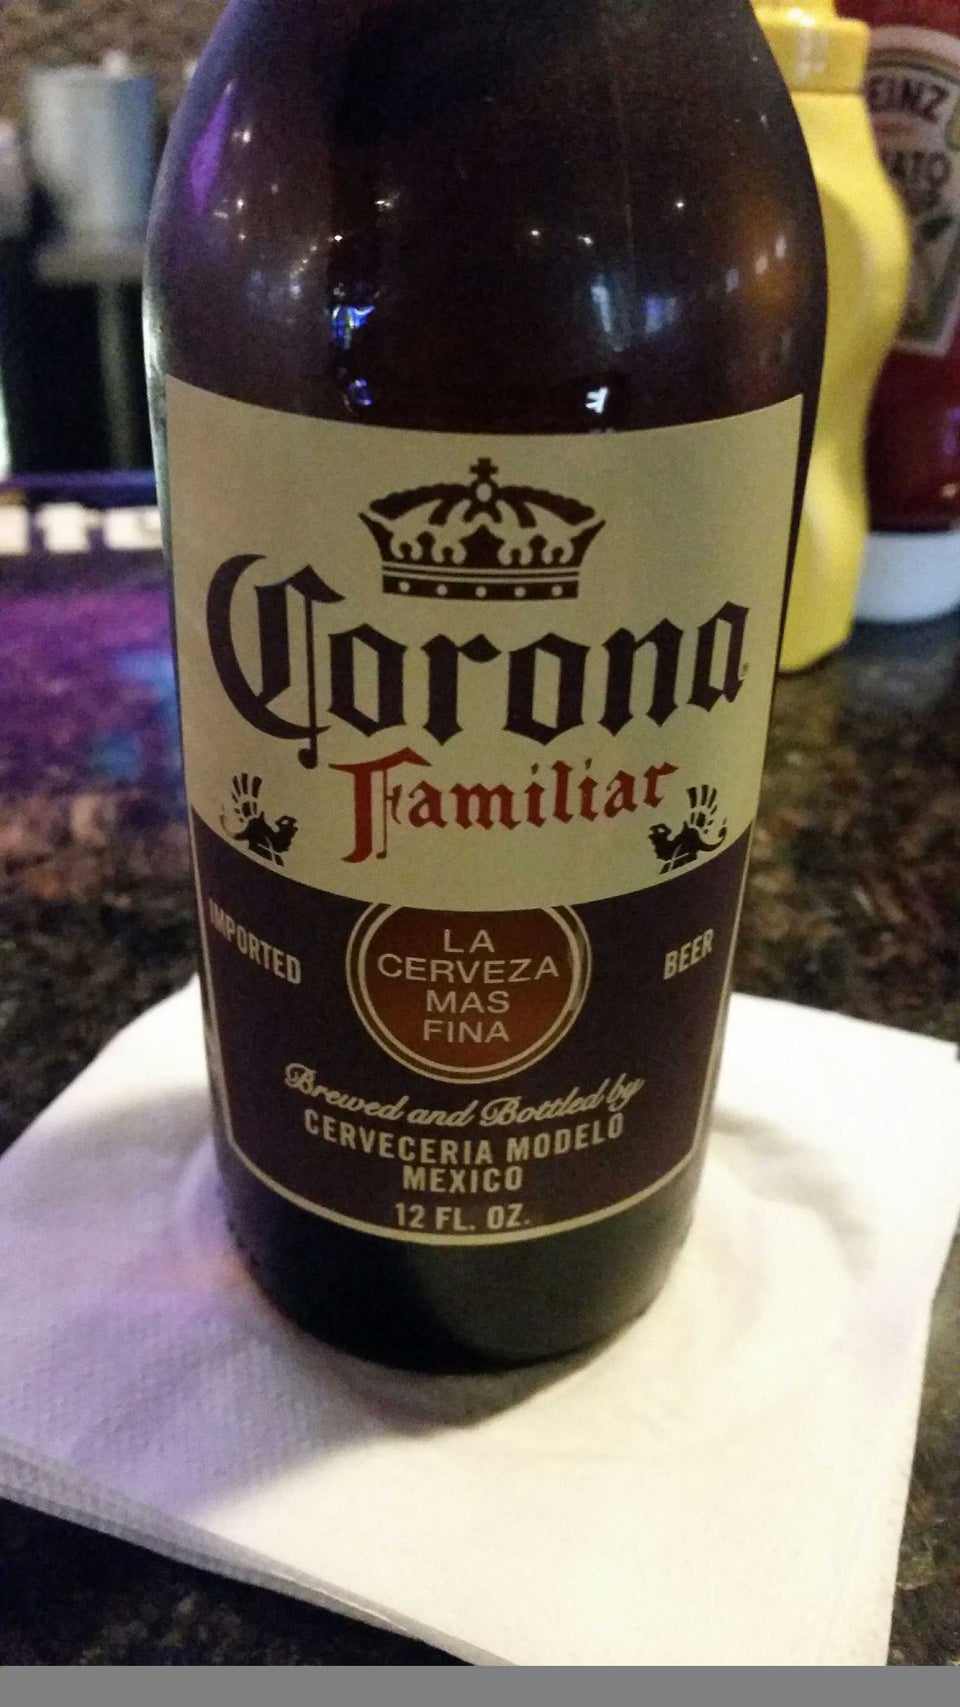 Corona
Familiar
IMPORTED
BEER
LA
CERVEZA
MAS
FINA
Brewed and Bottled by
CERVECERIA MODELO
MEXICO
12 FL. OZ.